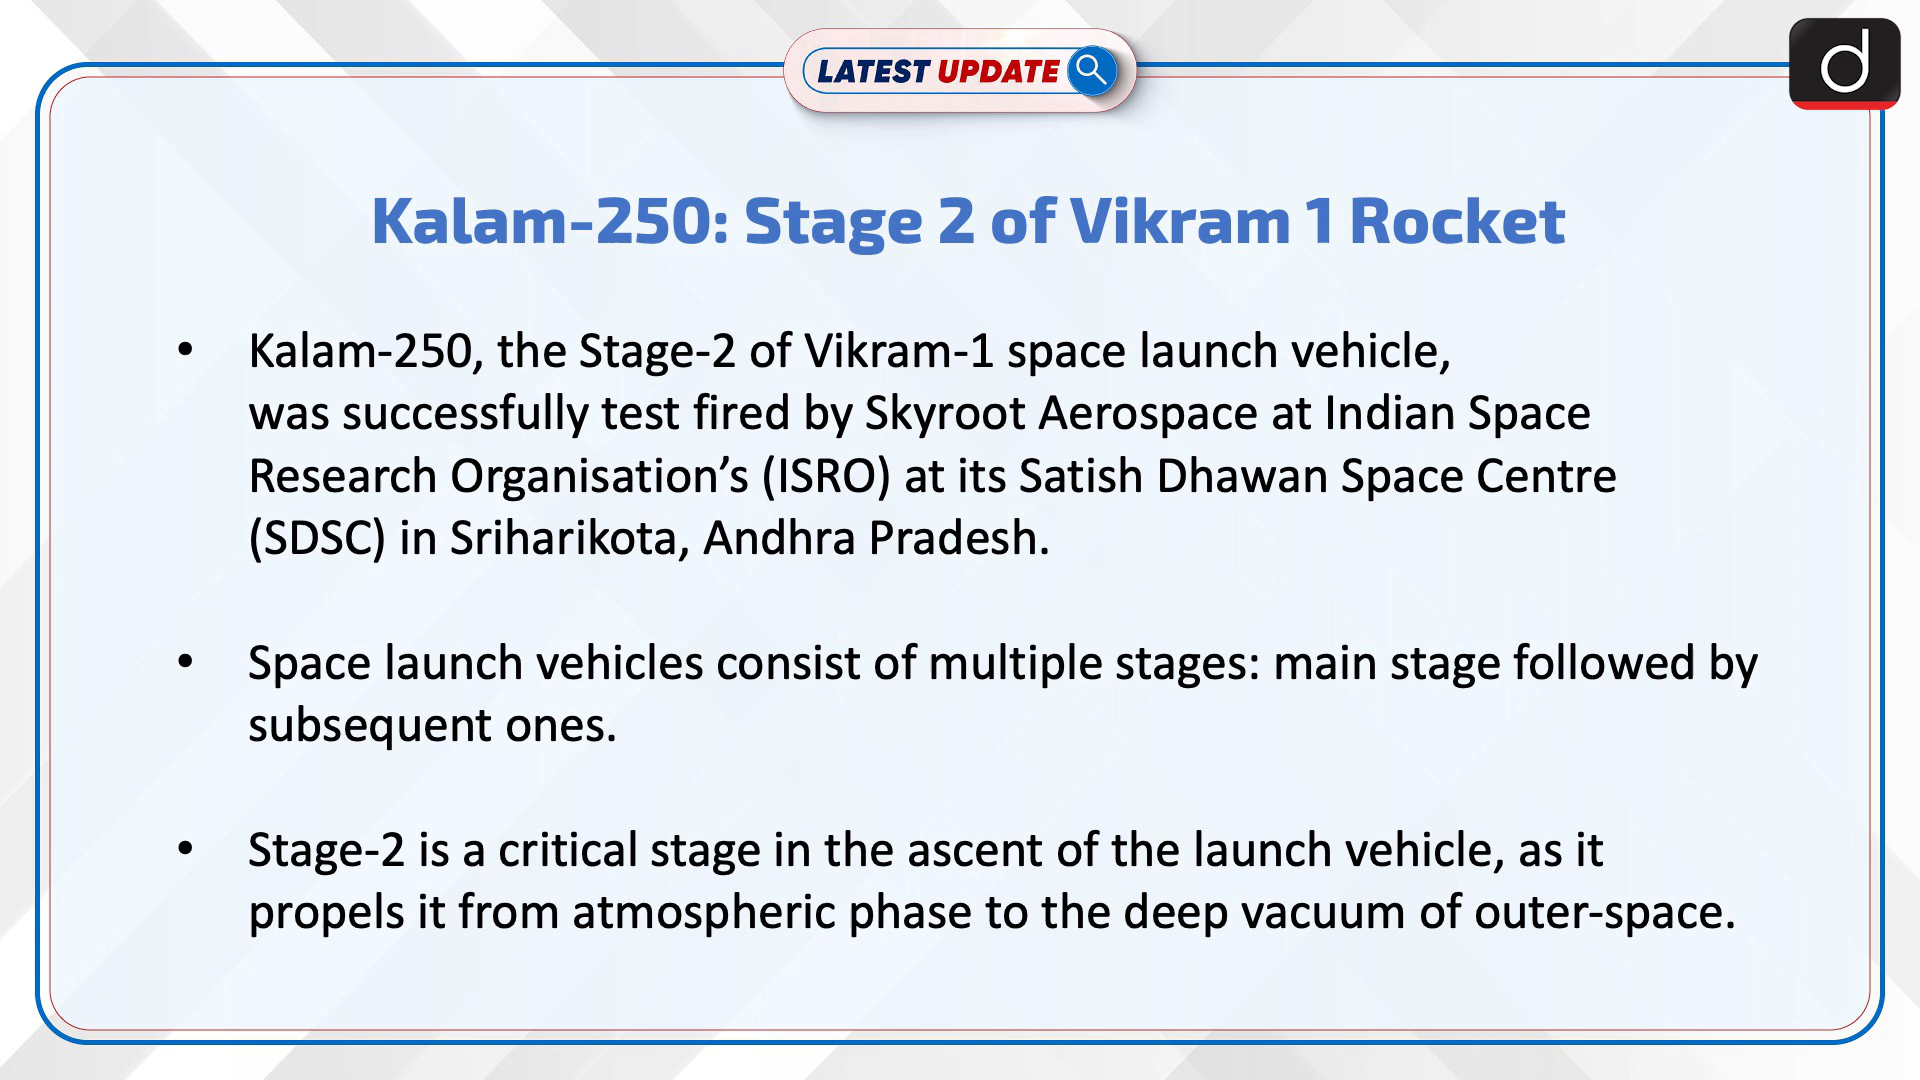 LATEST UPDATE
d
Kalam-250: Stage 2 of Vikram 1 Rocket
• Kalam-250, the Stage-2 of Vikram-1 space launch vehicle,
was successfully test fired by Skyroot Aerospace at Indian Space
Research Organisation’s (ISRO) at its Satish Dhawan Space Centre
(SDSC) in Sriharikota, Andhra Pradesh.
• Space launch vehicles consist of multiple stages: main stage followed by
subsequent ones.
• Stage-2 is a critical stage in the ascent of the launch vehicle, as it
propels it from atmospheric phase to the deep vacuum of outer-space.